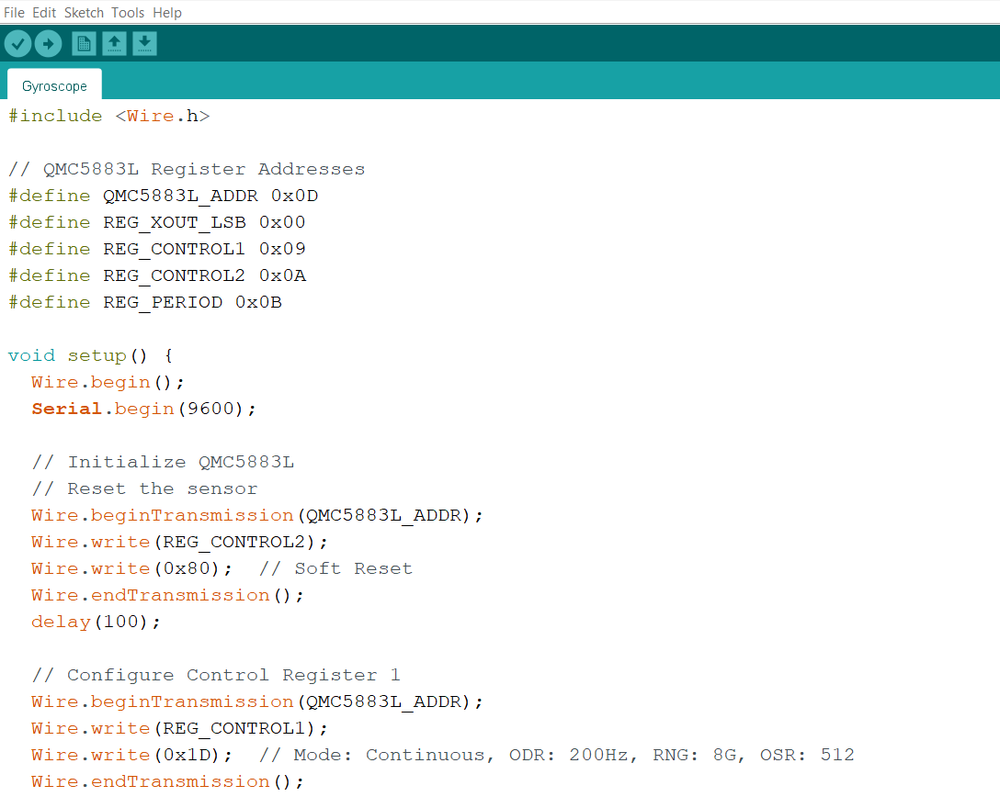 File Edit Sketch Tools Help
Gyroscope
#include <Wire.h>
// QMC5883L Register Addresses
#define QMC5883L_ADDR 0x0D
#define REG_XOUT_LSB 0x00
#define REG_CONTROL1 0x09
#define REG_CONTROL2 0x0A
#define REG_PERIOD 0x0B
void setup() {
Wire.begin();
Serial.begin(9600);
// Initialize QMC5883L
// Reset the sensor
Wire.beginTransmission(QMC5883L_ADDR);
Wire.write(REG_CONTROL2);
Wire.write(0x80);  // Soft Reset
Wire.endTransmission();
delay(100);
// Configure Control Register 1
Wire.beginTransmission(QMC5883L_ADDR);
Wire.write(REG_CONTROL1);
Wire.write(0x1D);  // Mode: Continuous, ODR: 200Hz, RNG: 8G, OSR: 512
Wire.endTransmission();